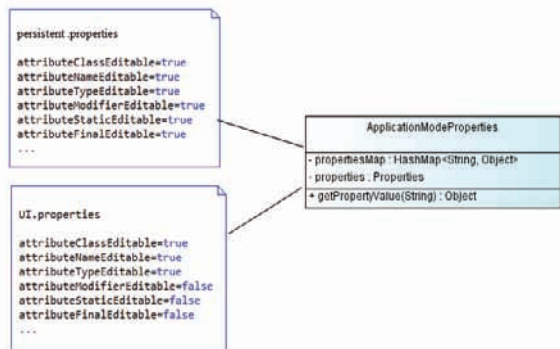 persistent.properties
attributeClassEditable=true
attributeNameEditable=true
attributeTypeEditable=true
attributeModifierEditable=true
attributeStaticEditable=true
attributeFinalEditable=true
...
ApplicationModeProperties
- propertiesMap : HashMap<String, Object>
- properties : Properties
+ getPropertyValue(String) : Object
UI.properties
attributeClassEditable=true
attributeNameEditable=true
attributeTypeEditable=true
attributeModifierEditable=false
attributeStaticEditable=false
attributeFinalEditable=false
...